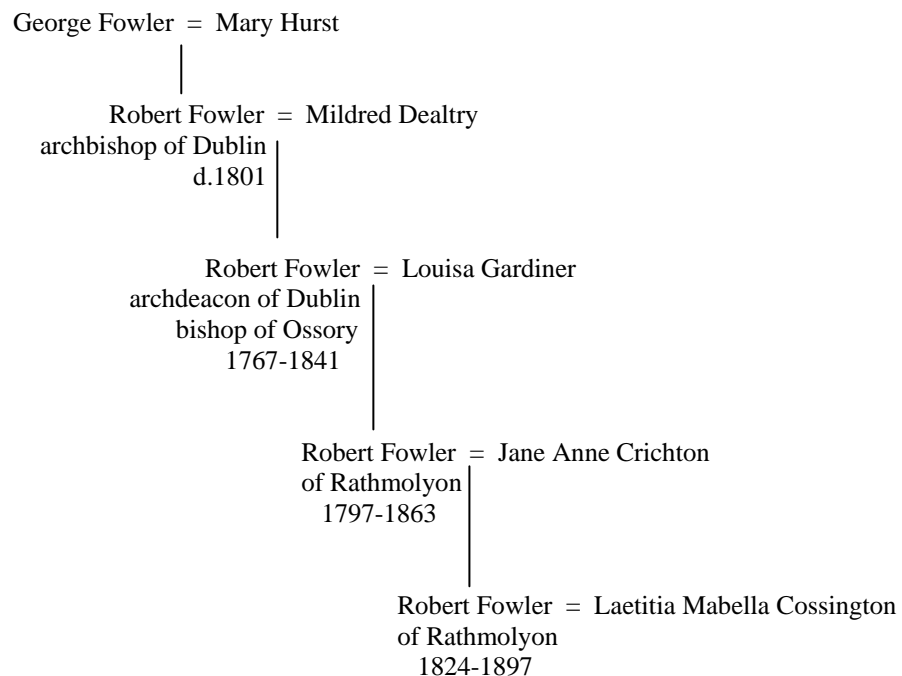 George Fowler = Mary Hurst
Robert Fowler = Mildred Dealtry
archbishop of Dublin
d.1801
Robert Fowler = Louisa Gardiner
archdeacon of Dublin
bishop of Ossory
1767-1841
Robert Fowler = Jane Anne Crichton
of Rathmolyon
1797-1863
Robert Fowler = Laetitia Mabella Cossington
of Rathmolyon
1824-1897